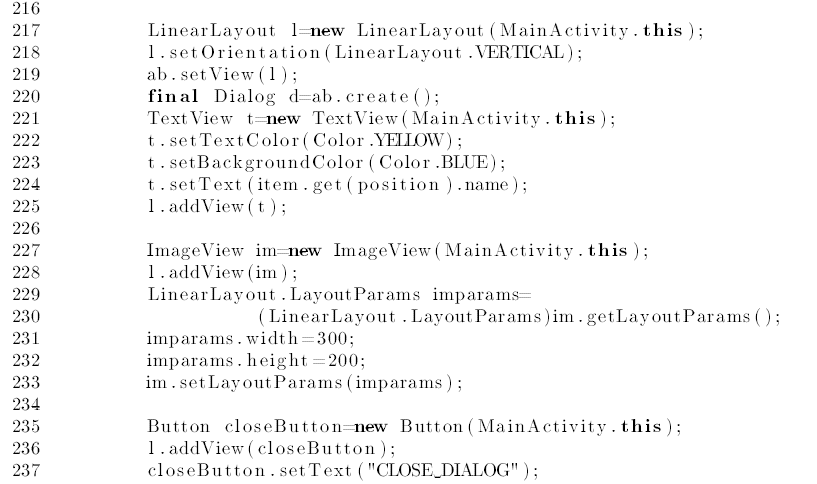 216
217 LinearLayout l=new LinearLayout(MainActivity.this);
218 l.setOrientation(LinearLayout.VERTICAL);
219 ab.setView(l);
220 final Dialog d=ab.create();
221 TextView t=new TextView(MainActivity.this);
222 t.setTextColor(Color.YELLOW);
223 t.setBackgroundColor(Color.BLUE);
224 t.setText(item.get(position).name);
225 l.addView(t);
226
227 ImageView im=new ImageView(MainActivity.this);
228 l.addView(im);
229 LinearLayout.LayoutParams imparams=
230 (LinearLayout.LayoutParams)im.getLayoutParams();
231 imparams.width=300;
232 imparams.height=200;
233 im.setLayoutParams(imparams);
234
235 Button closeButton=new Button(MainActivity.this);
236 l.addView(closeButton);
237 closeButton.setText("CLOSE_DIALOG");